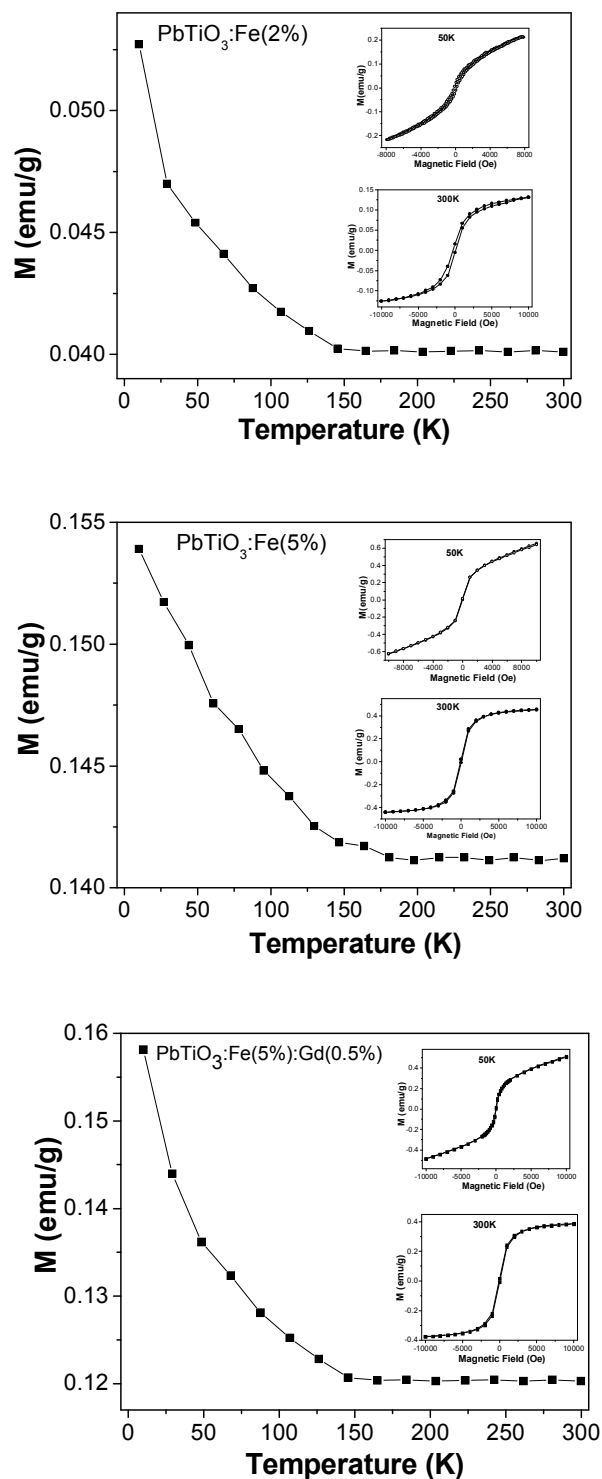 PbTiO₃:Fe(2%)
0.050
0.045
0.040
M (emu/g)
0 50 100 150 200 250 300
Temperature (K)
50K
0.2
0.1
0.0
-0.1
-0.2
M(emu/g)
-8000 -4000 0 4000 8000
Magnetic Field (Oe)
300K
0.15
0.10
0.05
0.00
-0.05
-0.10
M (emu/g)
-10000 -5000 0 5000 10000
Magnetic Field (Oe)
PbTiO₃:Fe(5%)
0.155
0.150
0.145
0.140
M (emu/g)
0 50 100 150 200 250 300
Temperature (K)
50K
0.6
0.4
0.2
0.0
-0.2
-0.4
-0.6
M(emu/g)
-8000 -4000 0 4000 8000
Magnetic Field (Oe)
300K
0.4
0.2
0.0
-0.2
-0.4
M (emu/g)
-10000 -5000 0 5000 10000
Magnetic Field (Oe)
PbTiO₃:Fe(5%):Gd(0.5%)
0.16
0.15
0.14
0.13
0.12
M (emu/g)
0 50 100 150 200 250 300
Temperature (K)
50K
0.4
0.2
0.0
-0.2
-0.4
M (emu/g)
-10000 -5000 0 5000 10000
Magnetic Field (Oe)
300K
0.4
0.2
0.0
-0.2
-0.4
M (emu/g)
-10000 -5000 0 5000 10000
Magnetic Field (Oe)